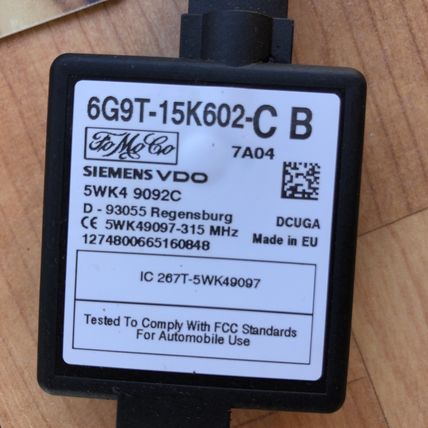 6G9T-15K602-C B
FoMoCo
7A04
SIEMENS VDO
5WK4 9092C
D - 93055 Regensburg
DCUGA
CE 5WK49097-315 MHz
Made in EU
1274800665160848
IC 267T-5WK49097
Tested To Comply With FCC Standards
For Automobile Use